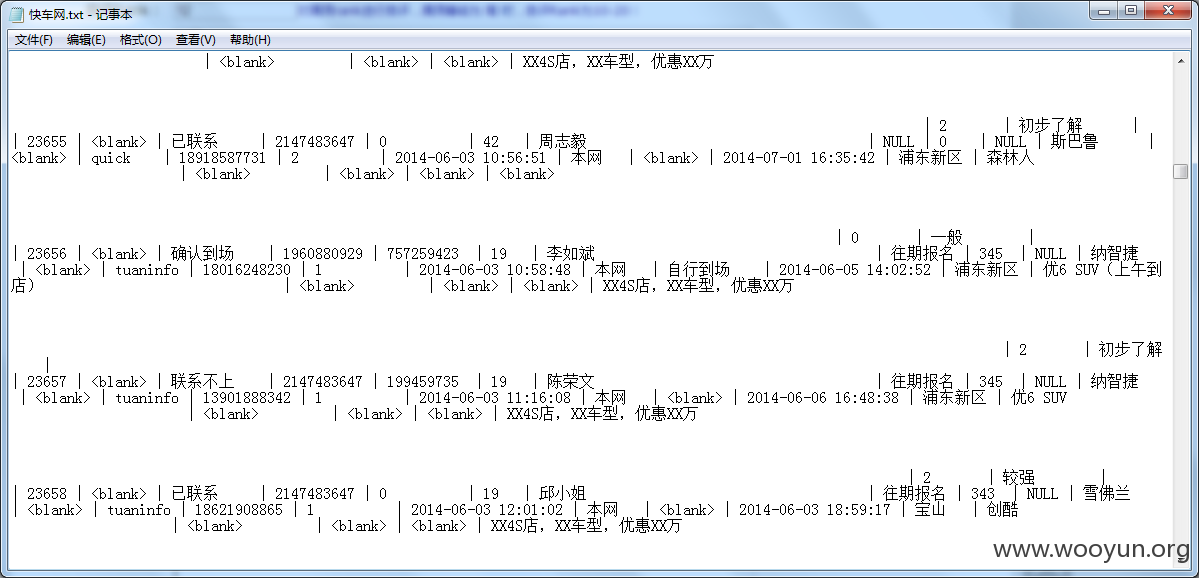 快车网.txt - 记事本
文件(F) 编辑(E) 格式(O) 查看(V) 帮助(H)
| <blank> | <blank> | <blank> | XX4S店，XX车型，优惠XX万
| 2 | 初步了解 |
| 23655 | <blank> | 已联系 | 2147483647 | 0 | 42 | 周志毅 | NULL | 0 | NULL | 斯巴鲁 |
<blank> | quick | 18918587731 | 2 | 2014-06-03 10:56:51 | 本网 | <blank> | 2014-07-01 16:35:42 | 浦东新区 | 森林人
| <blank> | <blank> | <blank> | <blank>
| 0 | 一般 |
| 23656 | <blank> | 确认到场 | 1960880929 | 757259423 | 19 | 李如斌 | 往期报名 | 345 | NULL | 纳智捷
| <blank> | tuaninfo | 18016248230 | 1 | 2014-06-03 10:58:48 | 本网 | 自行到场 | 2014-06-05 14:02:52 | 浦东新区 | 优6 SUV（上午到
店） | <blank> | <blank> | <blank> | XX4S店，XX车型，优惠XX万
| 2 | 初步了解
|
| 23657 | <blank> | 联系不上 | 2147483647 | 199459735 | 19 | 陈荣文 | 往期报名 | 345 | NULL | 纳智捷
| <blank> | tuaninfo | 13901888342 | 1 | 2014-06-03 11:16:08 | 本网 | <blank> | 2014-06-06 16:48:38 | 浦东新区 | 优6 SUV
| <blank> | <blank> | <blank> | XX4S店，XX车型，优惠XX万
| 2 | 较强 |
| 23658 | <blank> | 已联系 | 2147483647 | 0 | 19 | 邱小姐 | 往期报名 | 343 | NULL | 雪佛兰
| <blank> | tuaninfo | 18621908865 | 1 | 2014-06-03 12:01:02 | 本网 | <blank> | 2014-06-03 18:59:17 | 宝山 | 创酷
| <blank> | <blank> | <blank> | XX4S店，XX车型，优惠XX万
www.wooyun.org